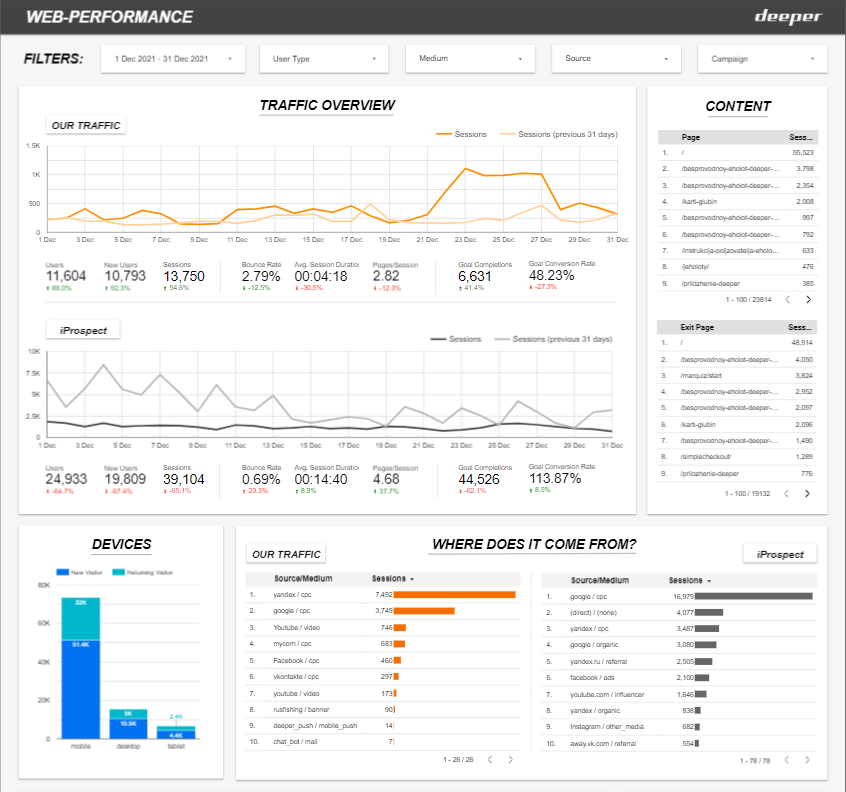 WEB-PERFORMANCE
deeper
FILTERS:
1 Dec 2021 - 31 Dec 2021
User Type
Medium
Source
Campaign
TRAFFIC OVERVIEW
OUR TRAFFIC
Sessions
Sessions (previous 31 days)
1.5K
1K
500
0
1 Dec 3 Dec 5 Dec 7 Dec 9 Dec 11 Dec 13 Dec 15 Dec 17 Dec 19 Dec 21 Dec 23 Dec 25 Dec 27 Dec 29 Dec 31 Dec
Users New Users Sessions Bounce Rate Avg. Session Duration Pages/Session Goal Completions Goal Conversion Rate
11,604 10,793 13,750 2.79% 00:04:18 2.82 6,631 48.23%
88.0% 92.3% 94.6% -12.5% -30.5% -12.3% 41.4% -27.3%
iProspect
Sessions
Sessions (previous 31 days)
10K
7.5K
5K
2.5K
0
1 Dec 3 Dec 5 Dec 7 Dec 9 Dec 11 Dec 13 Dec 15 Dec 17 Dec 19 Dec 21 Dec 23 Dec 25 Dec 27 Dec 29 Dec 31 Dec
Users New Users Sessions Bounce Rate Avg. Session Duration Pages/Session Goal Completions Goal Conversion Rate
24,933 19,809 39,104 0.69% 00:14:40 4.68 44,526 113.87%
-64.7% -67.4% -65.1% 23.3% 8.9% 37.7% -62.1% 8.5%
CONTENT
Page Sess...
1. / 55,523
2. /besprovodnoy-eholot-deeper-... 3,798
3. /besprovodnoy-eholot-deeper-... 2,354
4. /karti-glubin 2,008
5. /besprovodnoy-eholot-deeper-... 997
6. /besprovodnoy-eholot-deeper-... 792
7. /instrukcija-poljzovatelja-eholo... 633
8. /jeholoty/ 476
9. /prilozhenie-deeper 385
1 - 100 / 23814
Exit Page Sess...
1. / 48,914
2. /besprovodnoy-eholot-deeper-... 4,050
3. /marquiz/start 3,824
4. /besprovodnoy-eholot-deeper-... 2,952
5. /besprovodnoy-eholot-deeper-... 2,097
6. /karti-glubin 2,096
7. /besprovodnoy-eholot-deeper-... 1,490
8. /simplecheckout/ 1,289
9. /prilozhenie-deeper 776
1 - 100 / 19132
DEVICES
New Visitor
Returning Visitor
80K
60K
40K
20K
0
22K
51.4K
5K
10.5K
2.4K
4.4K
mobile desktop tablet
WHERE DOES IT COME FROM?
OUR TRAFFIC
Source/Medium Sessions
1. yandex / cpc 7,492
2. google / cpc 3,749
3. Youtube / video 746
4. mycom / cpc 683
5. Facebook / cpc 460
6. vkontakte / cpc 297
7. youtube / video 173
8. rusfishing / banner 90
9. deeper_push / mobile_push 14
10. chat_bot / mail 7
1 - 26 / 26
iProspect
Source/Medium Sessions
1. google / cpc 16,979
2. (direct) / (none) 4,077
3. yandex / cpc 3,487
4. google / organic 3,080
5. yandex.ru / referral 2,505
6. facebook / ads 2,100
7. youtube.com / influencer 1,646
8. yandex / organic 838
9. Instagram / other_media 682
10. away.vk.com / referral 554
1 - 78 / 78